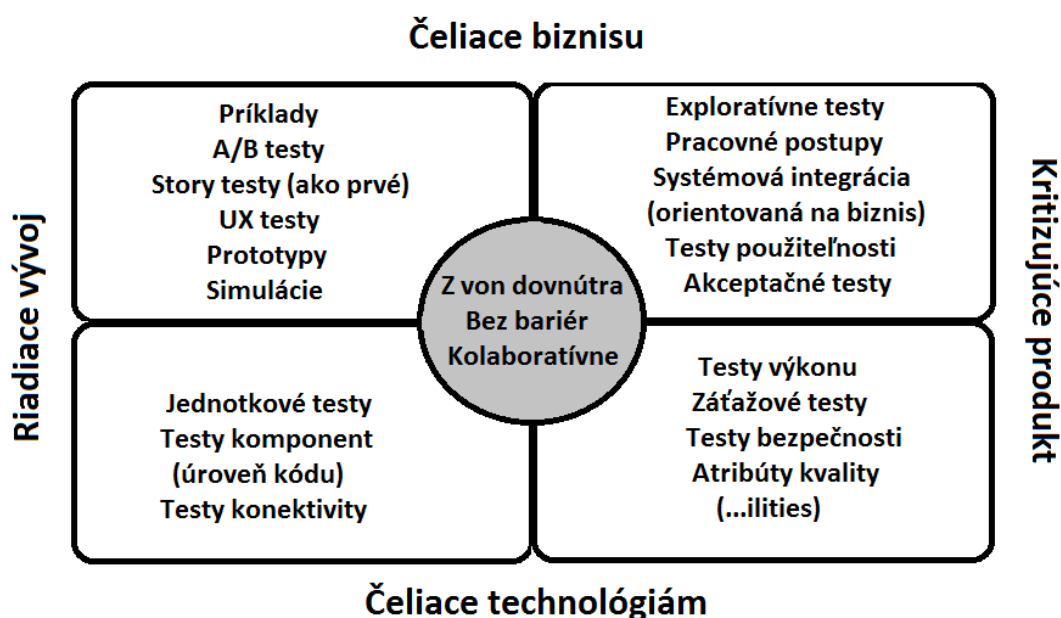 Čeliace biznisu
Príklady
A/B testy
Story testy (ako prvé)
UX testy
Prototypy
Simulácie
Exploratívne testy
Pracovné postupy
Systémová integrácia
(orientovaná na biznis)
Testy použiteľnosti
Akceptačné testy
Riadiace vývoj
Z von dovnútra
Bez bariér
Kolaboratívne
Kritizujúce produkt
Jednotkové testy
Testy komponent
(úroveň kódu)
Testy konektivity
Testy výkonu
Záťažové testy
Testy bezpečnosti
Atribúty kvality
(...ilities)
Čeliace technológiám